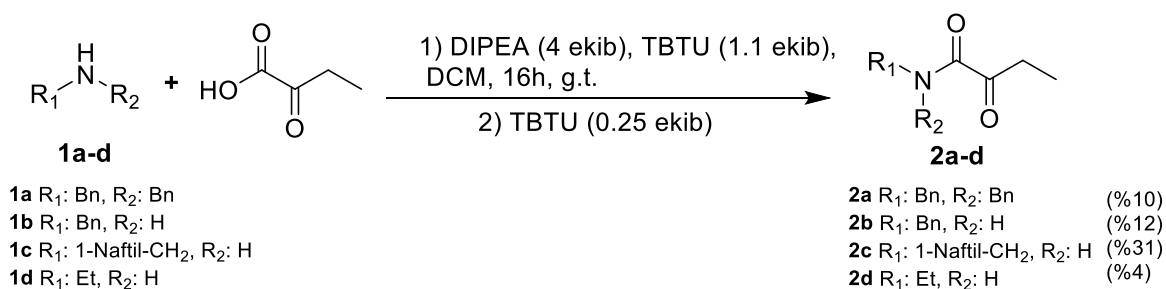 1) DIPEA (4 ekib), TBTU (1.1 ekib),
DCM, 16h, g.t.
2) TBTU (0.25 ekib)
H
N
R1 R2
+
HO
O
O
R1
N
R2
O
O
1a-d
2a-d
1a R1: Bn, R2: Bn
1b R1: Bn, R2: H
1c R1: 1-Naftil-CH2, R2: H
1d R1: Et, R2: H
2a R1: Bn, R2: Bn (%10)
2b R1: Bn, R2: H (%12)
2c R1: 1-Naftil-CH2, R2: H (%31)
2d R1: Et, R2: H (%4)